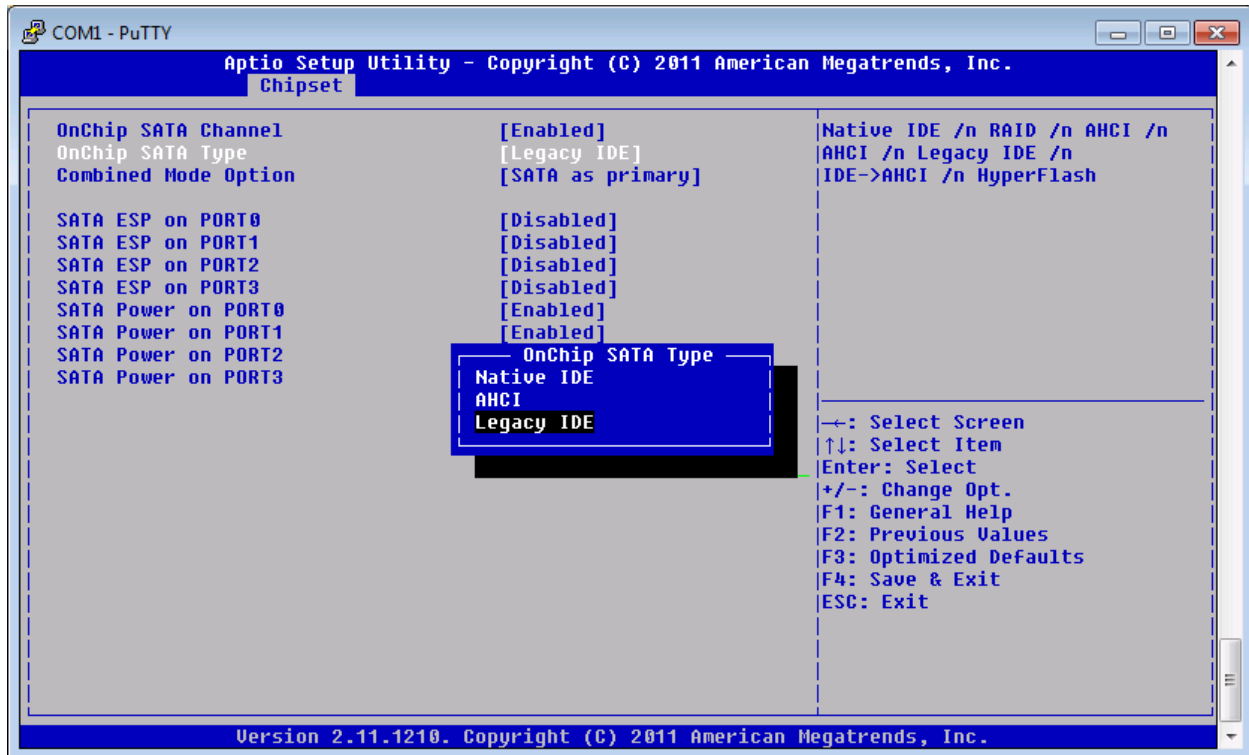 COM1 - PuTTY
Aptio Setup Utility - Copyright (C) 2011 American Megatrends, Inc.
Chipset
OnChip SATA Channel [Enabled] Native IDE /n RAID /n AHCI /n
OnChip SATA Type [Legacy IDE] AHCI /n Legacy IDE /n
Combined Mode Option [SATA as primary] IDE->AHCI /n HyperFlash
SATA ESP on PORT0 [Disabled]
SATA ESP on PORT1 [Disabled]
SATA ESP on PORT2 [Disabled]
SATA ESP on PORT3 [Disabled]
SATA Power on PORT0 [Enabled]
SATA Power on PORT1 [Enabled]
SATA Power on PORT2
SATA Power on PORT3
OnChip SATA Type
Native IDE
AHCI
Legacy IDE
→←: Select Screen
↑↓: Select Item
Enter: Select
+/-: Change Opt.
F1: General Help
F2: Previous Values
F3: Optimized Defaults
F4: Save & Exit
ESC: Exit
Version 2.11.1210. Copyright (C) 2011 American Megatrends, Inc.